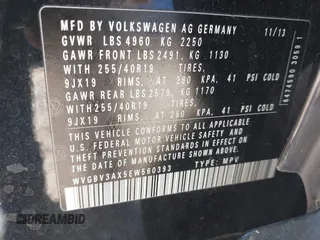 MFD BY VOLKSWAGEN AG GERMANY 11/13
GVWR LBS 4960 KG 2250
GAWR FRONT LBS 2491, KG 1130
WITH 255/40R19 TIRES,
9JX19 RIMS, AT 280 KPA, 41 PSI COLD
GAWR REAR LBS 2579, KG 1170
WITH 255/40R19 TIRES,
9JX19 RIMS, AT 280 KPA, 41 PSI COLD
THIS VEHICLE CONFORMS TO ALL APPLICABLE
U.S. FEDERAL MOTOR VEHICLE SAFETY
STANDARDS IN EFFECT ON THE DATE OF
MANUFACTURE SHOWN ABOVE.
WVGBV3AX5EW560393 TYPE: MPV
DREAMBID